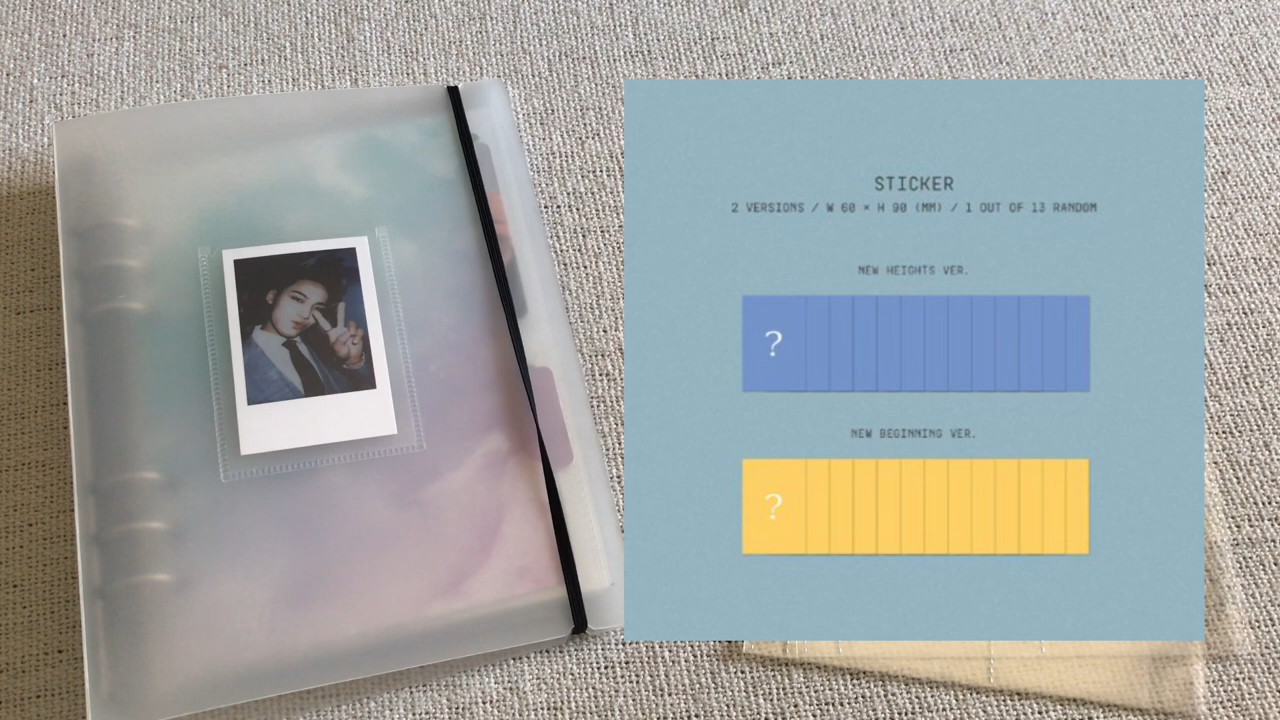 STICKER
2 VERSIONS / W 60 × H 90 (MM) / 1 OUT OF 13 RANDOM
NEW HEIGHTS VER.
?
NEW BEGINNING VER.
?